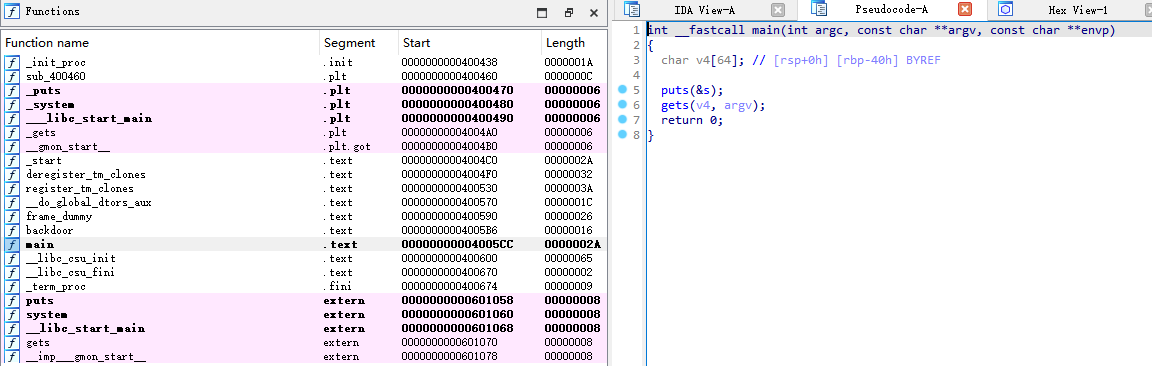 Functions
Function name Segment Start Length
_init_proc .init 0000000000400438 0000001A
sub_400460 .plt 0000000000400460 0000000C
_puts .plt 0000000000400470 00000006
_system .plt 0000000000400480 00000006
___libc_start_main .plt 0000000000400490 00000006
_gets .plt 00000000004004A0 00000006
__gmon_start__ .plt.got 00000000004004B0 00000006
_start .text 00000000004004C0 0000002A
deregister_tm_clones .text 00000000004004F0 00000032
register_tm_clones .text 0000000000400530 0000003A
__do_global_dtors_aux .text 0000000000400570 0000001C
frame_dummy .text 0000000000400590 00000026
backdoor .text 00000000004005B6 00000016
main .text 00000000004005CC 0000002A
__libc_csu_init .text 0000000000400600 00000065
__libc_csu_fini .text 0000000000400670 00000002
_term_proc .fini 0000000000400674 00000009
puts extern 0000000000601058 00000008
system extern 0000000000601060 00000008
__libc_start_main extern 0000000000601068 00000008
gets extern 0000000000601070 00000008
__imp___gmon_start__ extern 0000000000601078 00000008
IDA View-A Pseudocode-A Hex View-1
1 int __fastcall main(int argc, const char **argv, const char **envp)
2 {
3 char v4[64]; // [rsp+0h] [rbp-40h] BYREF
4
5 puts(&s);
6 gets(v4, argv);
7 return 0;
8 }